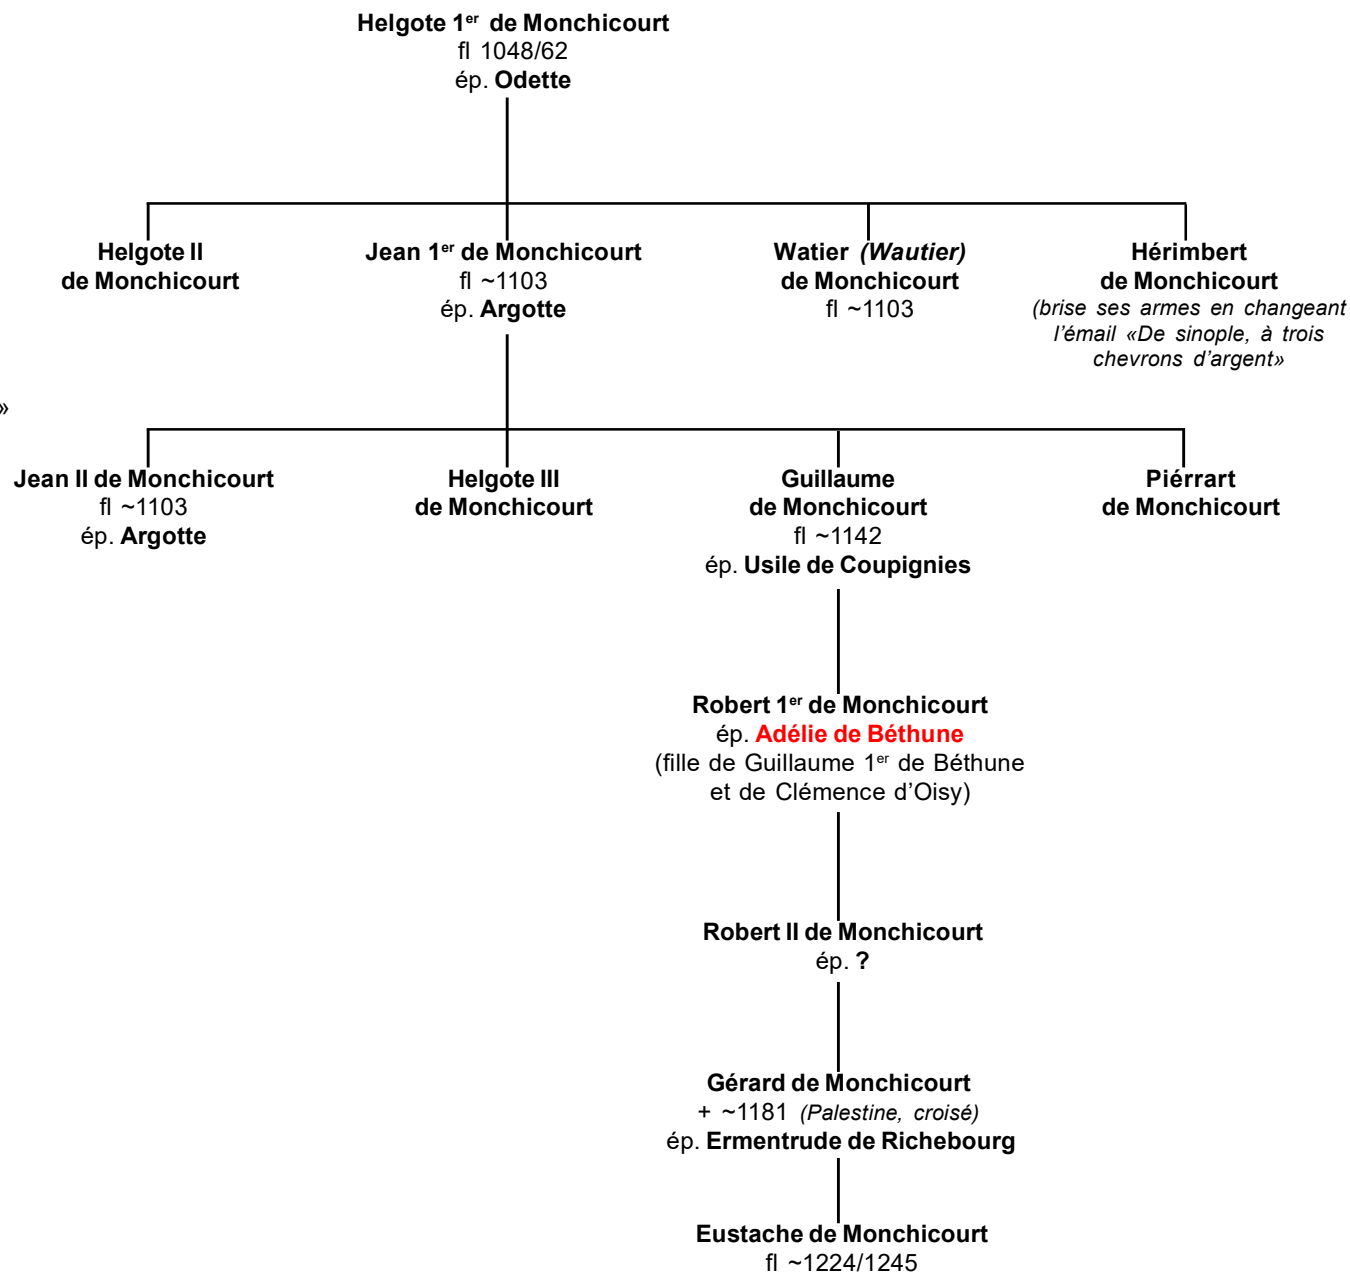 Helgote 1er de Monchicourt
fl 1048/62
ép. Odette
Helgote II
de Monchicourt
Jean 1er de Monchicourt
fl ~1103
ép. Argotte
Watier (Wautier)
de Monchicourt
fl ~1103
Hérimbert
de Monchicourt
(brise ses armes en changeant
l'émail «De sinople, à trois
chevrons d'argent»
»
Jean II de Monchicourt
fl ~1103
ép. Argotte
Helgote III
de Monchicourt
Guillaume
de Monchicourt
fl ~1142
ép. Usile de Coupignies
Piérrart
de Monchicourt
Robert 1er de Monchicourt
ép. Adélie de Béthune
(fille de Guillaume 1er de Béthune
et de Clémence d'Oisy)
Robert II de Monchicourt
ép. ?
Gérard de Monchicourt
+ ~1181 (Palestine, croisé)
ép. Ermentrude de Richebourg
Eustache de Monchicourt
fl ~1224/1245